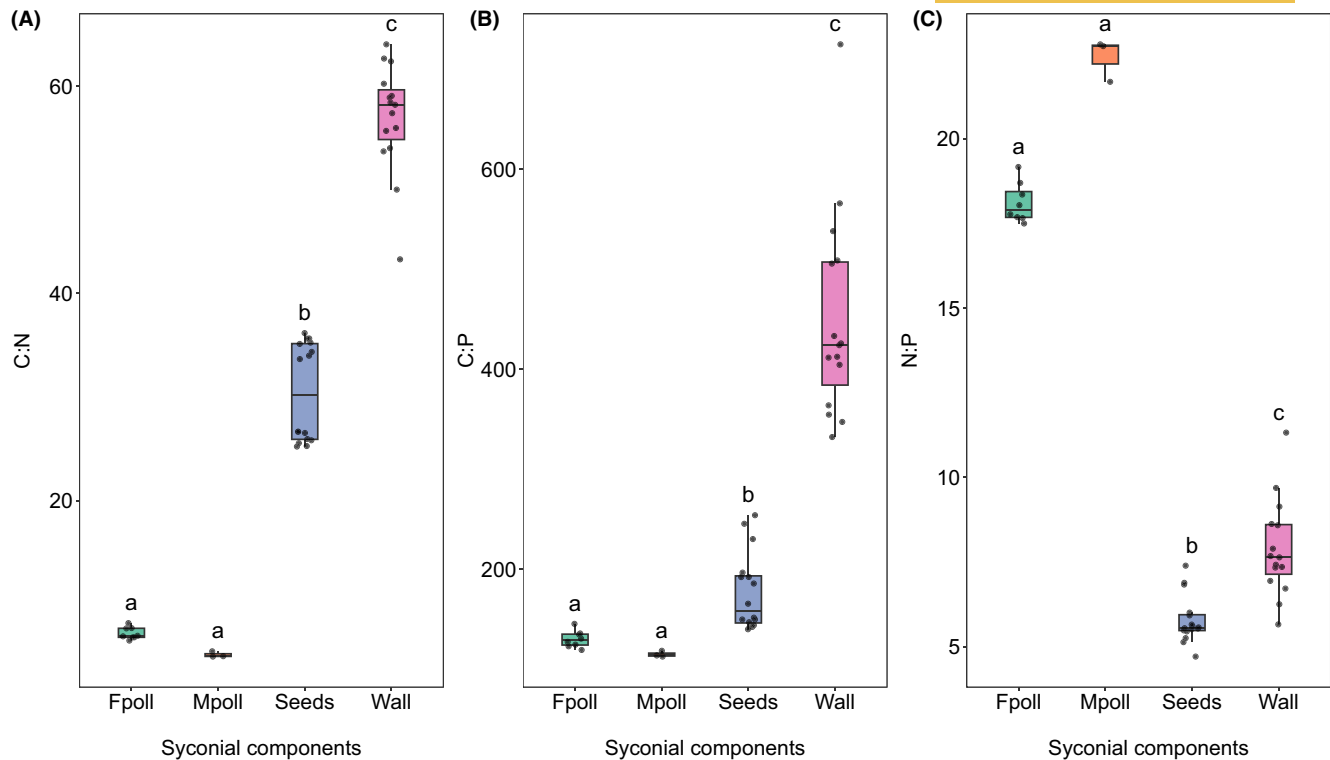 (A)
C:N
60
40
20
a
a
b
c
Fpoll Mpoll Seeds Wall
Syconial components
(B)
C:P
600
400
200
a
a
b
c
Fpoll Mpoll Seeds Wall
Syconial components
(C)
N:P
20
15
10
5
a
a
b
c
Fpoll Mpoll Seeds Wall
Syconial components